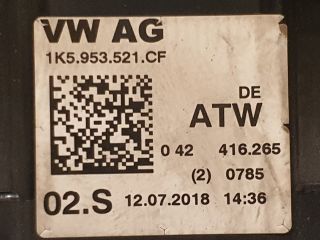 VW AG
1K5.953.521.CF
DE
ATW
0 42 416.265
(2) 0785
02.S 12.07.2018 14:36